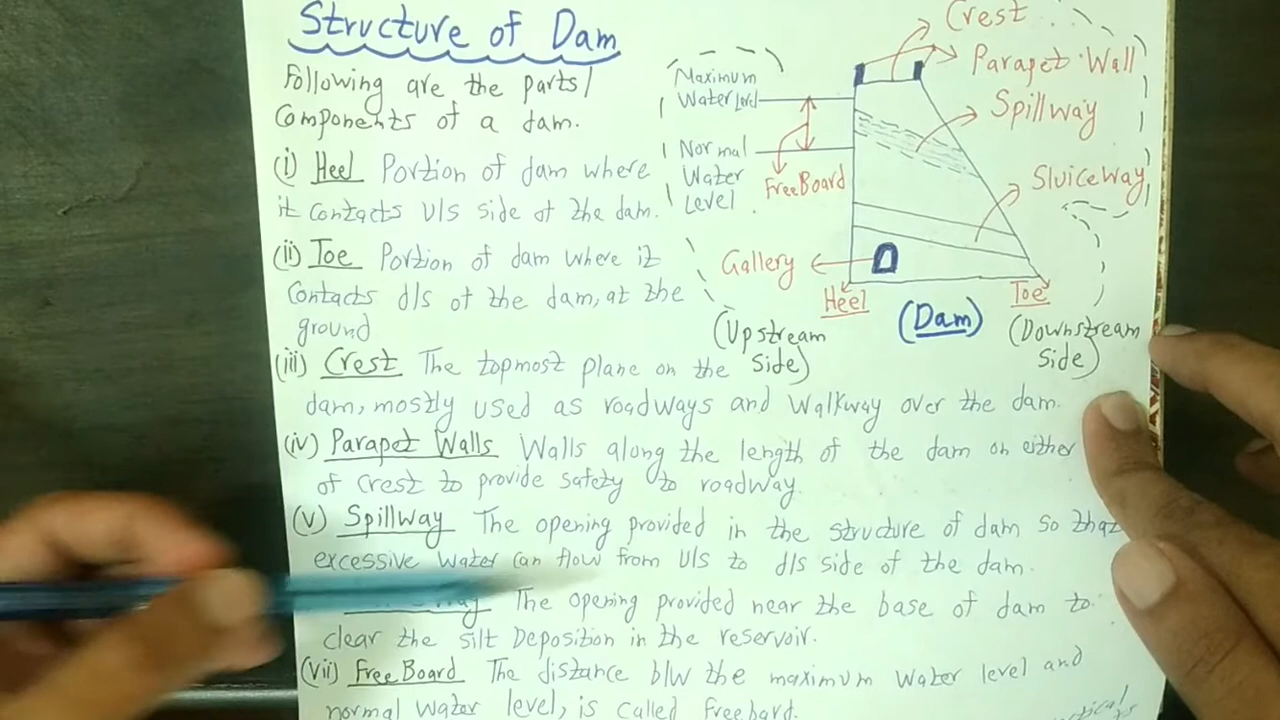 Structure of Dam
Following are the parts/
Components of a dam.
(i) Heel Portion of dam where
it contacts U/s side of the dam.
(ii) Toe Portion of dam where it
Contacts d/s of the dam, at the
ground
(iii) Crest The topmost plane on the
dam, mostly used as roadways and walkway over the dam.
(iv) Parapet Walls Walls along the length of the dam on either
of crest to provide safety to roadway.
(v) Spillway The opening provided in the structure of dam so that
excessive water can flow from U/s to d/s side of the dam.
The opening provided near the base of dam to
clear the silt Deposition in the reservoir.
(vii) Free Board The distance b/w the maximum water level and
normal water level, is called freebard.
Crest
Parapet Wall
Maximum
Water
Spillway
Normal
Water
Level
FreeBoard
Sluiceway
Gallery
Heel
Toe
(Dam)
(Upstream
Side)
(Downstream
Side)